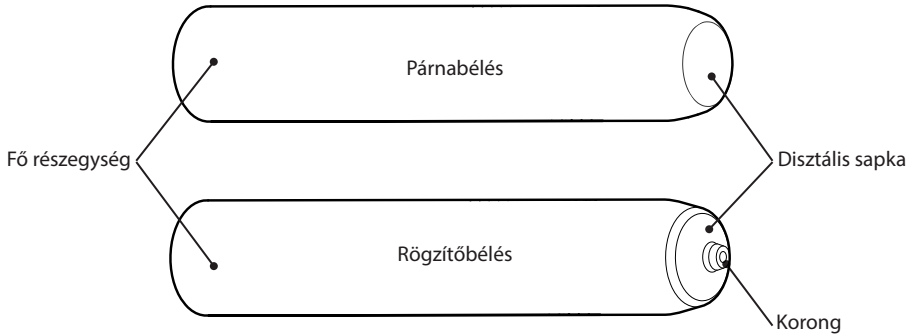 Párnabélés
Fő részegység
Disztális sapka
Rögzítőbélés
Korong